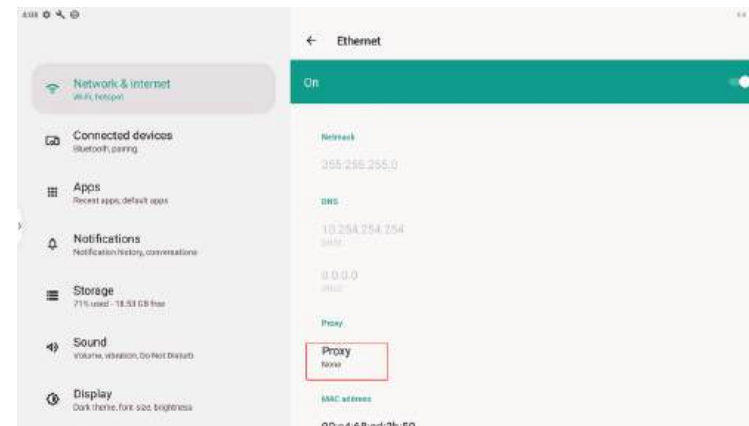 Ethernet
Network & internet
Wi-Fi, hotspot
On
Connected devices
Bluetooth, pairing
Netmask
255.255.255.0
Apps
Recent apps, default apps
DNS
10.254.254.254
Notifications
Notification history, conversations
0.0.0.0
Storage
71% used - 18.53 GB free
Proxy
Sound
Volume, vibration, Do Not Disturb
Proxy
None
Display
Dark theme, font size, brightness
MAC address